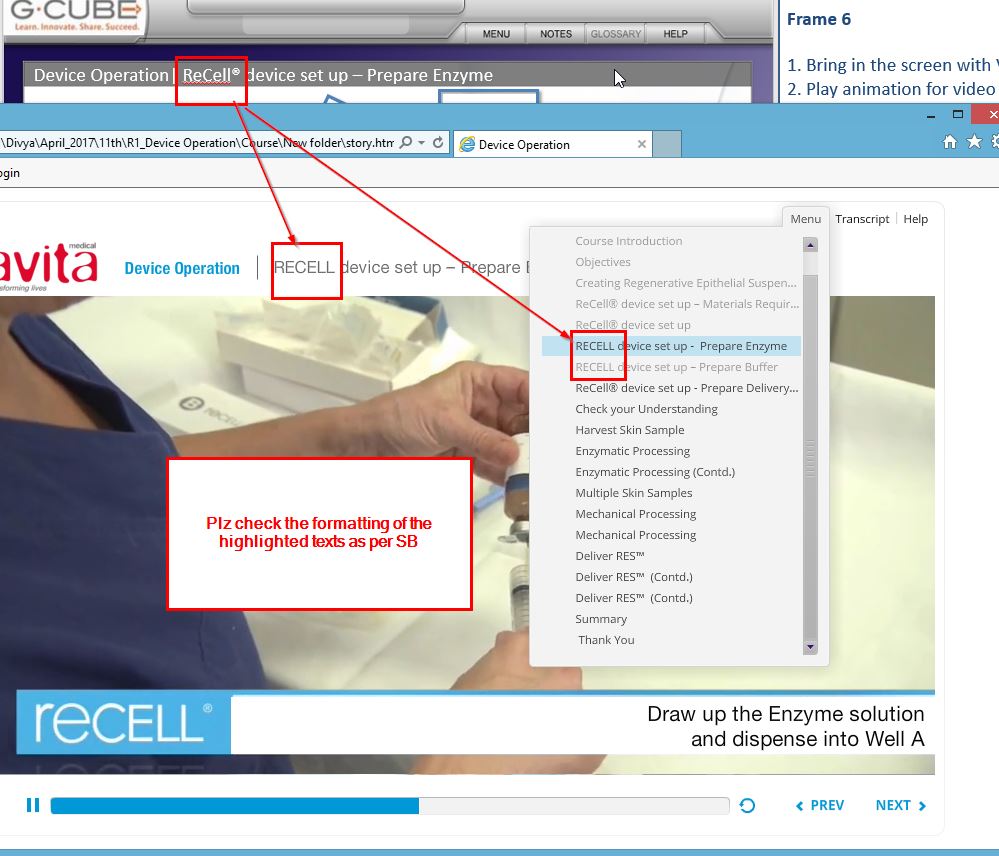 G-CUBE
Learn. Innovate. Share. Succeed.
MENU NOTES GLOSSARY HELP
Device Operation | ReCell® device set up – Prepare Enzyme
Frame 6
1. Bring in the screen with
2. Play animation for video
\Divya\April_2017\11th\R1_Device Operation\Course\New folder\story.htm
Device Operation
ogin
Menu Transcript Help
avita
medical
sforming lives
Device Operation | RECELL device set up – Prepare E
Course Introduction
Objectives
Creating Regenerative Epithelial Suspen...
ReCell® device set up – Materials Requir...
ReCell® device set up
RECELL device set up - Prepare Enzyme
RECELL device set up – Prepare Buffer
ReCell® device set up - Prepare Delivery...
Check your Understanding
Harvest Skin Sample
Enzymatic Processing
Enzymatic Processing (Contd.)
Multiple Skin Samples
Mechanical Processing
Mechanical Processing
Deliver RES™
Deliver RES™ (Contd.)
Deliver RES™ (Contd.)
Summary
Thank You
Plz check the formatting of the
highlighted texts as per SB
recELL®
Draw up the Enzyme solution
and dispense into Well A
PREV NEXT